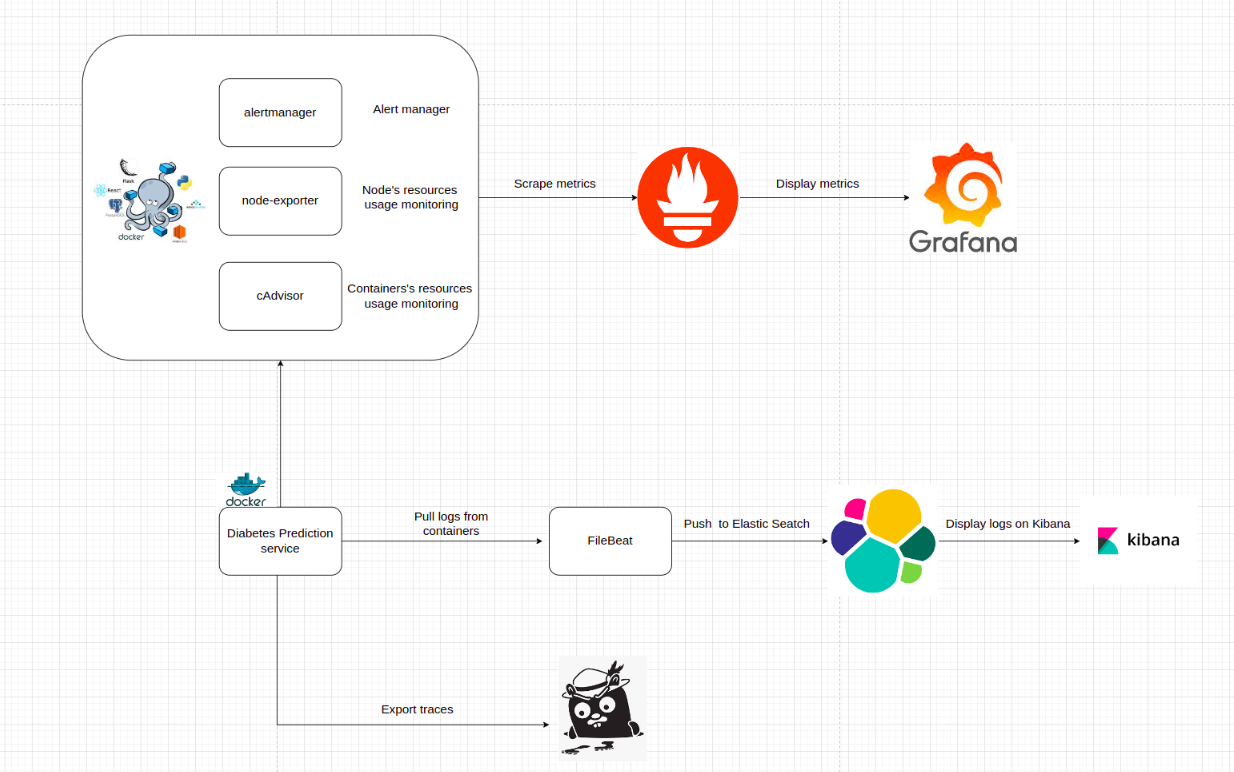 alertmanager
Alert manager
Flask
React
docker
node-exporter
Node's resources
usage monitoring
cAdvisor
Containers's resources
usage monitoring
Scrape metrics
Display metrics
Grafana
docker
Diabetes Prediction
service
Pull logs from
containers
FileBeat
Push to Elastic Seatch
Display logs on Kibana
kibana
Export traces